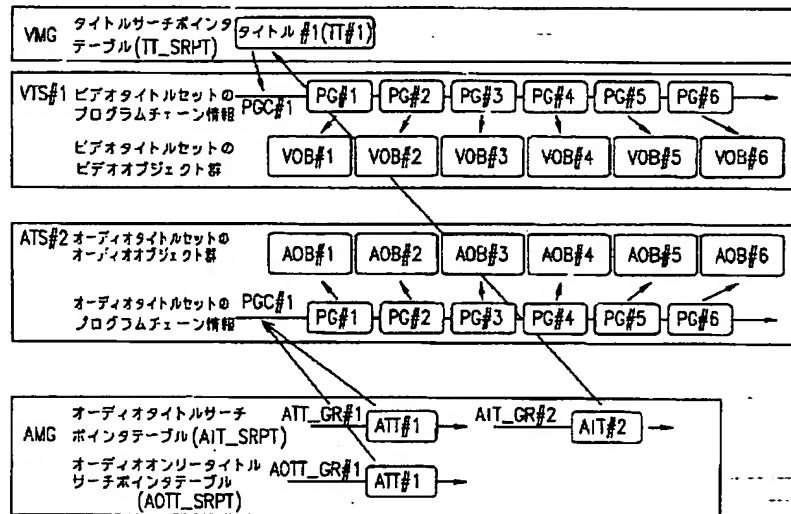 VMG タイトルサーチポインタ タイトル #1(TT#1)
テーブル(TT_SRPT)
VTS#1 ビデオタイトルセットの PGC#1 PG#1 PG#2 PG#3 PG#4 PG#5 PG#6
プログラムチェーン情報
ビデオタイトルセットの VOB#1 VOB#2 VOB#3 VOB#4 VOB#5 VOB#6
ビデオオブジェクト群
ATS#2 オーディオタイトルセットの AOB#1 AOB#2 AOB#3 AOB#4 AOB#5 AOB#6
オーディオオブジェクト群
オーディオタイトルセットの PGC#1 PG#1 PG#2 PG#3 PG#4 PG#5 PG#6
プログラムチェーン情報
AMG オーディオタイトルサーチ ATT_GR#1 ATT#1 AIT_GR#2 AIT#2
ポインタテーブル(AIT_SRPT)
オーディオオンリータイトル AOTT_GR#1 ATT#1
サーチポインタテーブル
(AOTT_SRPT)